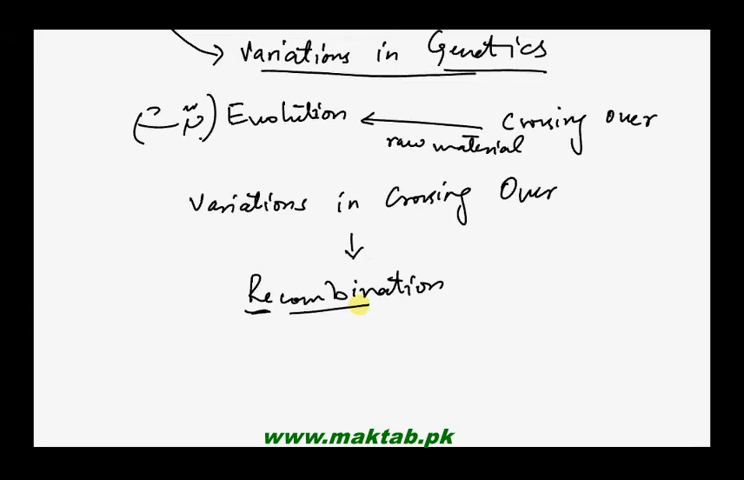 Variations in Genetics
Evolution ← Crossing over
raw material
Variations in Crossing Over
↓
Recombination
www.maktab.pk